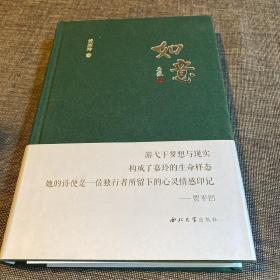 如意
著
游弋于梦想与现实
构成了嘉玲的生命样态
她的诗便是一位独行者所留下的心灵情感印记
——贾平凹
西北大学出版社